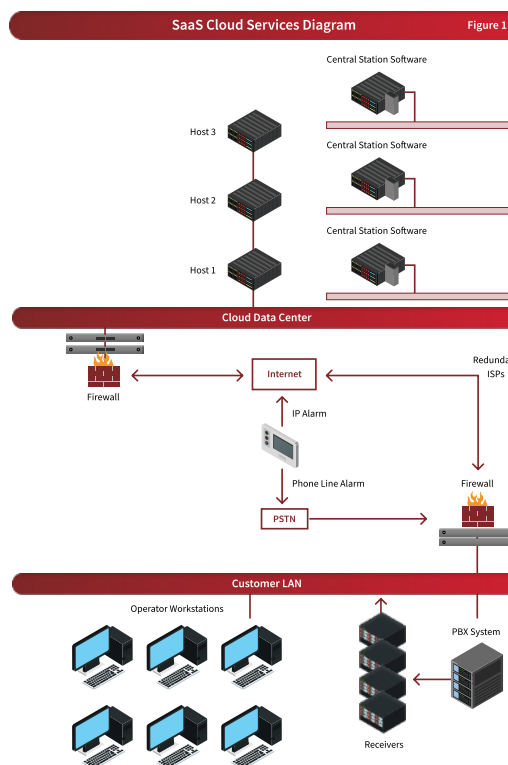 SaaS Cloud Services Diagram
Figure 1
Central Station Software
Host 3
Central Station Software
Host 2
Central Station Software
Host 1
Cloud Data Center
Internet
Firewall
ISPs
IP Alarm
Phone Line Alarm
Firewall
PSTN
Customer LAN
Operator Workstations
PBX System
Receivers